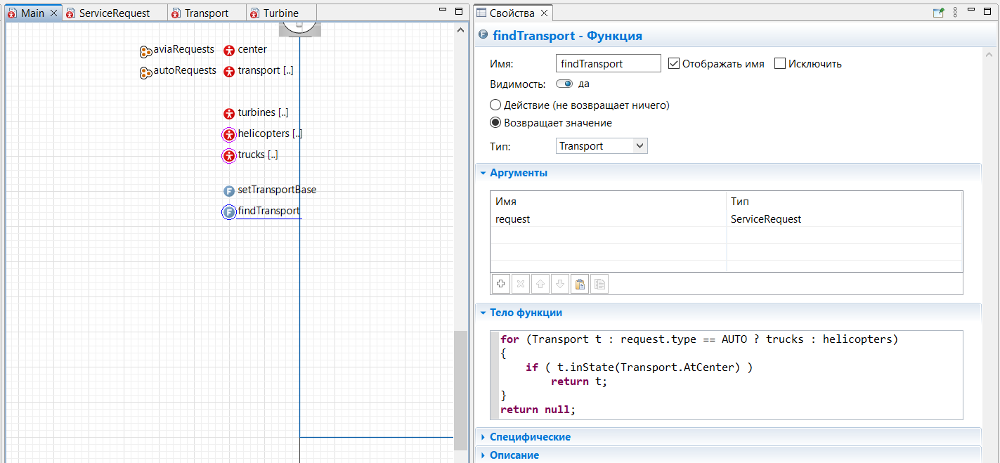 Main
ServiceRequest
Transport
Turbine
aviaRequests
center
autoRequests
transport [..]
turbines [..]
helicopters [..]
trucks [..]
F setTransportBase
F findTransport
Свойства
F findTransport - Функция
Имя: findTransport Отображать имя Исключить
Видимость: да
Действие (не возвращает ничего)
Возвращает значение
Тип: Transport
Аргументы
Имя Тип
request ServiceRequest
Тело функции
for (Transport t : request.type == AUTO ? trucks : helicopters)
{
if ( t.inState(Transport.AtCenter) )
return t;
}
return null;
Специфические
Описание